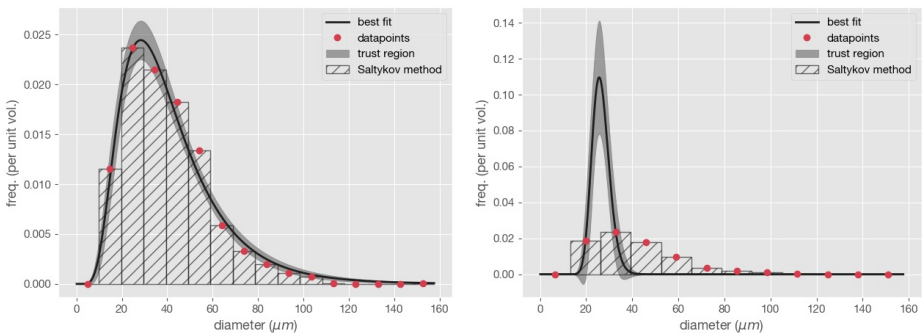 best fit
datapoints
trust region
Saltykov method
freq. (per unit vol.)
0.025
0.020
0.015
0.010
0.005
0.000
0 20 40 60 80 100 120 140 160
diameter (μm)
best fit
datapoints
trust region
Saltykov method
freq. (per unit vol.)
0.14
0.12
0.10
0.08
0.06
0.04
0.02
0.00
0 20 40 60 80 100 120 140 160
diameter (μm)